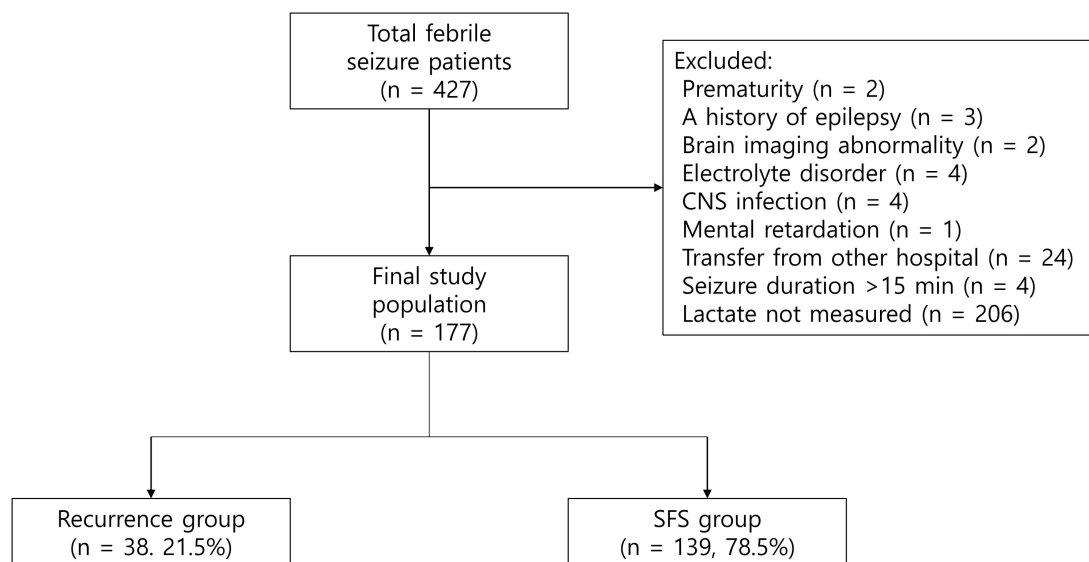 Total febrile
seizure patients
(n = 427)
Excluded:
Prematurity (n = 2)
A history of epilepsy (n = 3)
Brain imaging abnormality (n = 2)
Electrolyte disorder (n = 4)
CNS infection (n = 4)
Mental retardation (n = 1)
Transfer from other hospital (n = 24)
Seizure duration >15 min (n = 4)
Lactate not measured (n = 206)
Final study
population
(n = 177)
Recurrence group
(n = 38. 21.5%)
SFS group
(n = 139, 78.5%)